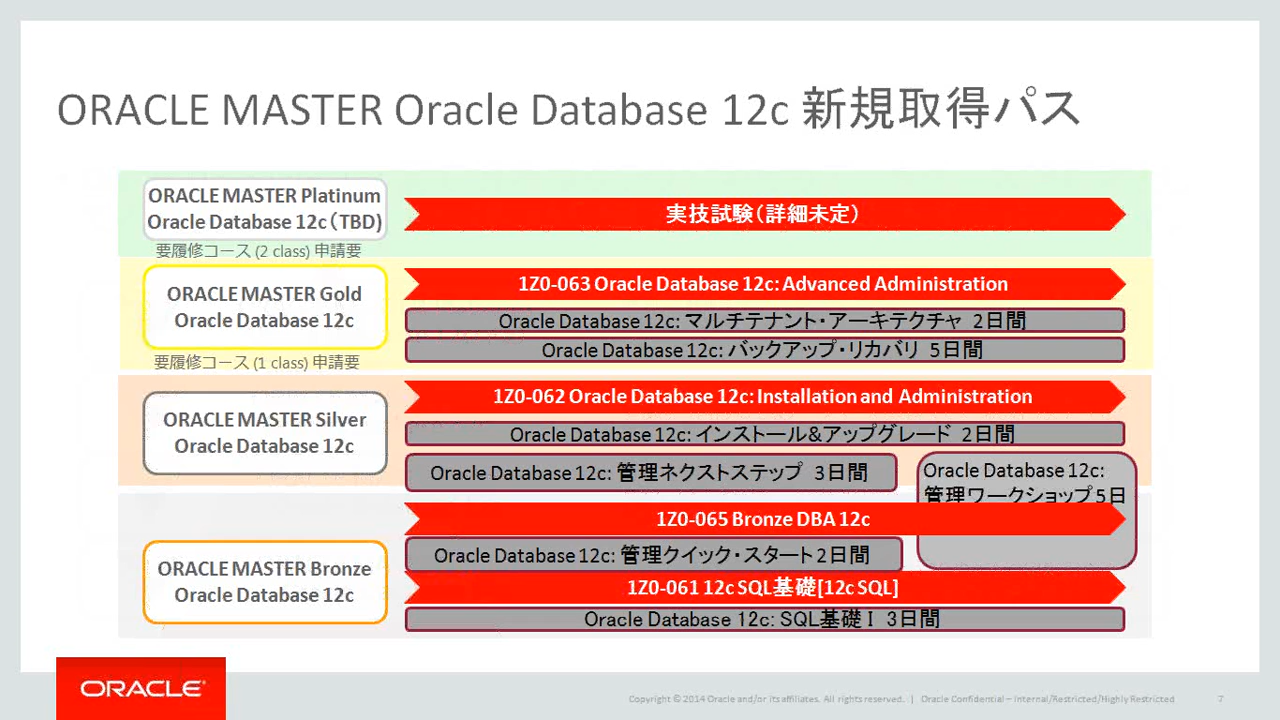 ORACLE MASTER Oracle Database 12c 新規取得パス
ORACLE MASTER Platinum
Oracle Database 12c（TBD)
実技試験（詳細未定）
要履修コース (2 class) 申請要
ORACLE MASTER Gold
Oracle Database 12c
1Z0-063 Oracle Database 12c: Advanced Administration
Oracle Database 12c: マルチテナント・アーキテクチャ 2日間
Oracle Database 12c: バックアップ・リカバリ 5日間
要履修コース (1 class) 申請要
ORACLE MASTER Silver
Oracle Database 12c
1Z0-062 Oracle Database 12c: Installation and Administration
Oracle Database 12c: インストール&アップグレード 2日間
Oracle Database 12c: 管理ネクストステップ 3日間
Oracle Database 12c:
管理ワークショップ5日
1Z0-065 Bronze DBA 12c
Oracle Database 12c: 管理クイック・スタート2日間
ORACLE MASTER Bronze
Oracle Database 12c
1Z0-061 12c SQL基礎[12c SQL]
Oracle Database 12c: SQL基礎 I 3日間
ORACLE®
Copyright © 2014 Oracle and/or its affiliates. All rights reserved. | Oracle Confidential – Internal/Restricted/Highly Restricted 7